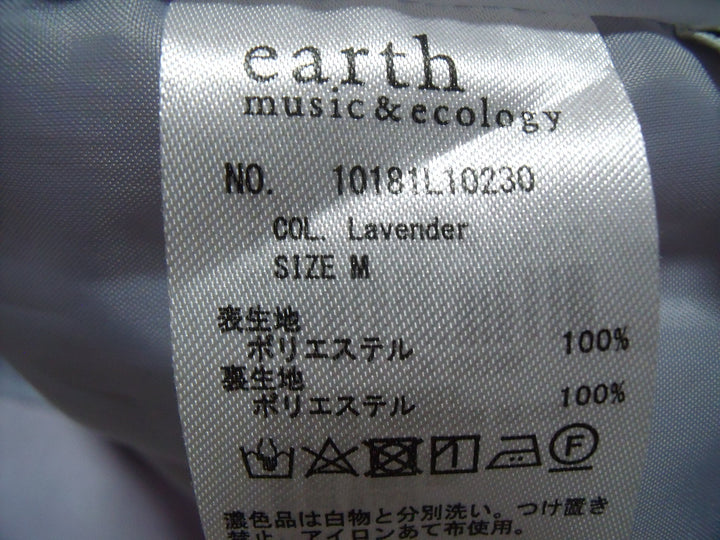 earth
music & ecology
NO. 10181L10230
COL. Lavender
SIZE M
表生地
ポリエステル 100%
裏生地
ポリエステル 100%
F
濃色品は白物と分別洗い。つけ置き
禁止。アイロンあて布使用。